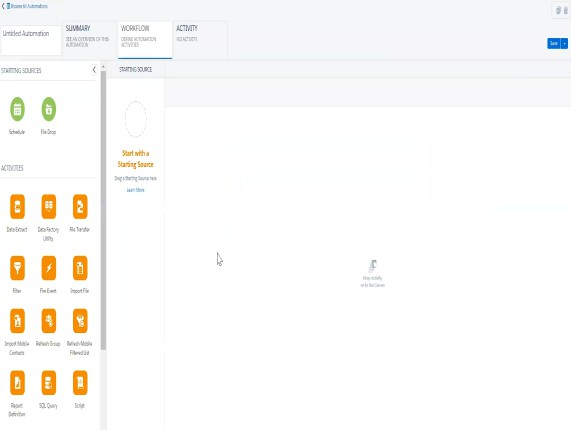 Browse All Automations
Untitled Automation
SUMMARY
SEE AN OVERVIEW OF THIS
AUTOMATION
WORKFLOW
DEFINE AUTOMATION
ACTIVITIES
ACTIVITY
NO ACTIVITY
Save
STARTING SOURCES
STARTING SOURCE
Schedule
File Drop
Start with a
Starting Source
Drag a Starting Source here
Learn More
ACTIVITIES
Data Extract
Data Factory
Utility
File Transfer
Filter
Fire Event
Import File
Drag Activity
on to the Canvas
Import Mobile
Contacts
Refresh Group
Refresh Mobile
Filtered List
Report
Definition
SQL Query
Script